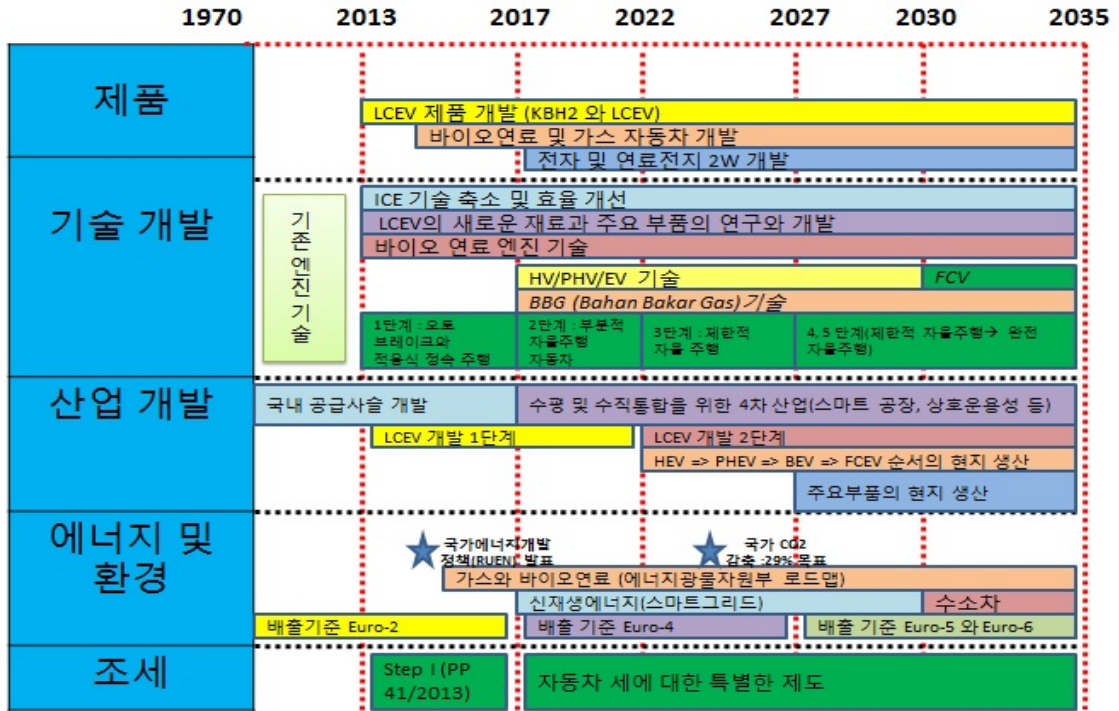 1970 2013 2017 2022 2027 2030 2035
제품
LCEV 제품 개발 (KBH2 와 LCEV)
바이오연료 및 가스 자동차 개발
전자 및 연료전지 2W 개발
기술 개발
기
존
엔
진
기
술
ICE 기술 축소 및 효율 개선
LCEV의 새로운 재료과 주요 부품의 연구와 개발
바이오 연료 엔진 기술
HV/PHV/EV 기술
FCV
BBG (Bahan Bakar Gas)기술
1단계 : 오토
브레이크와
적용식 정속 주행
2단계 : 부분적
자율주행
자동차
3단계 : 제한적
자율 주행
4, 5 단계(제한적 자율주행→ 완전
자율주행)
산업 개발
국내 공급사슬 개발
수평 및 수직통합을 위한 4차 산업(스마트 공장, 상호운용성 등)
LCEV 개발 1단계
LCEV 개발 2단계
HEV => PHEV => BEV => FCEV 순서의 현지 생산
주요부품의 현지 생산
에너지 및
환경
국가에너지개발
정책(RUEN) 발표
국가 CO2
감축 :29% 목표
가스와 바이오연료 (에너지광물자원부 로드맵)
신재생에너지(스마트그리드)
수소차
배출기준 Euro-2
배출 기준 Euro-4
배출 기준 Euro-5 와 Euro-6
조세
Step I (PP
41/2013)
자동차 세에 대한 특별한 제도